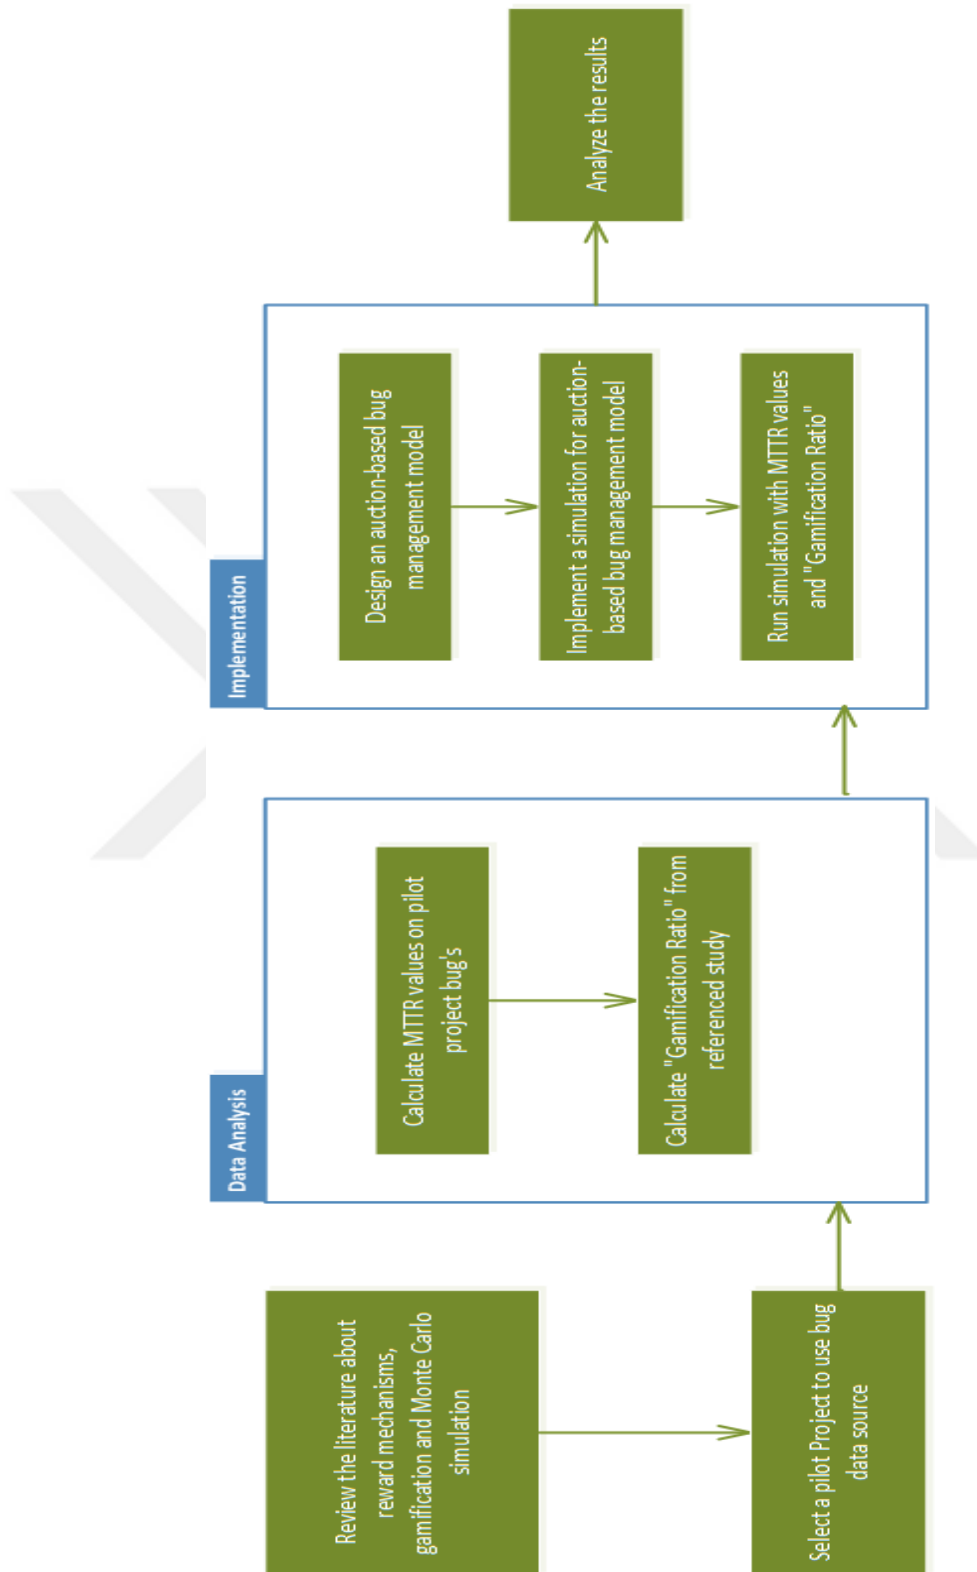 Review the literature about
reward mechanisms,
gamification and Monte Carlo
simulation
Select a pilot Project to use bug
data source
Data Analysis
Calculate MTTR values on pilot
project bug's
Calculate "Gamification Ratio" from
referenced study
Implementation
Design an auction-based bug
management model
Implement a simulation for auction-
based bug management model
Run simulation with MTTR values
and "Gamification Ratio"
Analyze the results